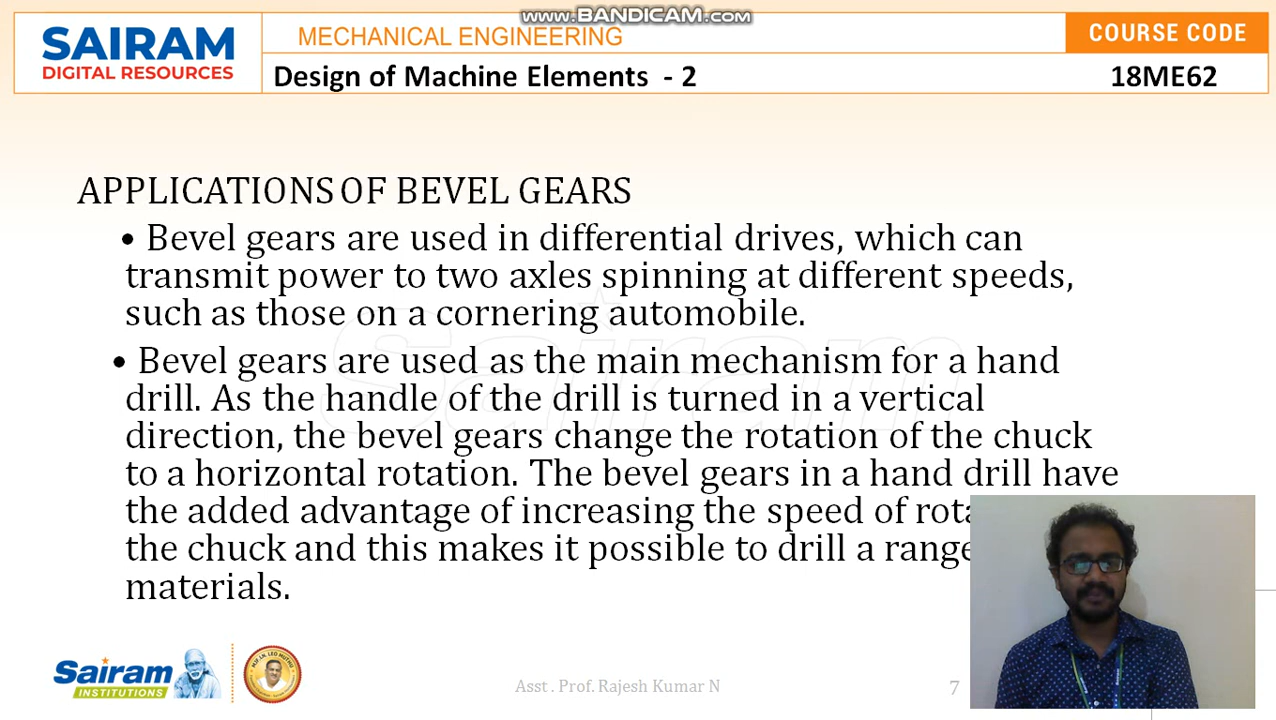 www.BANDICAM.com
SAIRAM
DIGITAL RESOURCES
MECHANICAL ENGINEERING
COURSE CODE
Design of Machine Elements - 2
18ME62
APPLICATIONS OF BEVEL GEARS
• Bevel gears are used in differential drives, which can
transmit power to two axles spinning at different speeds,
such as those on a cornering automobile.
• Bevel gears are used as the main mechanism for a hand
drill. As the handle of the drill is turned in a vertical
direction, the bevel gears change the rotation of the chuck
to a horizontal rotation. The bevel gears in a hand drill have
the added advantage of increasing the speed of
the chuck and this makes it possible to drill a range
materials.
Sairam
Sairam
INSTITUTIONS
Asst . Prof. Rajesh Kumar N
7